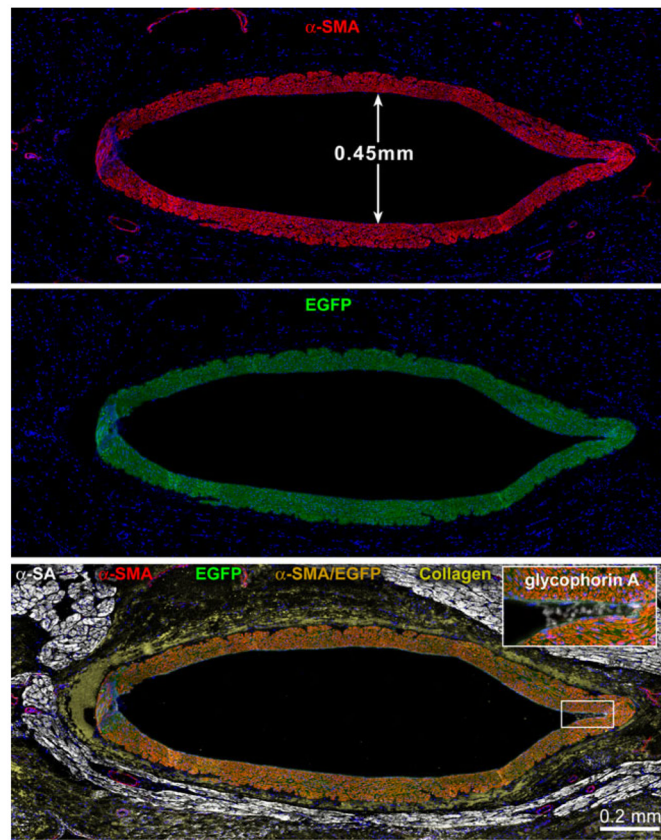 α-SMA
0.45mm
EGFP
α-SA α-SMA EGFP α-SMA/EGFP Collagen
glycophorin A
0.2 mm